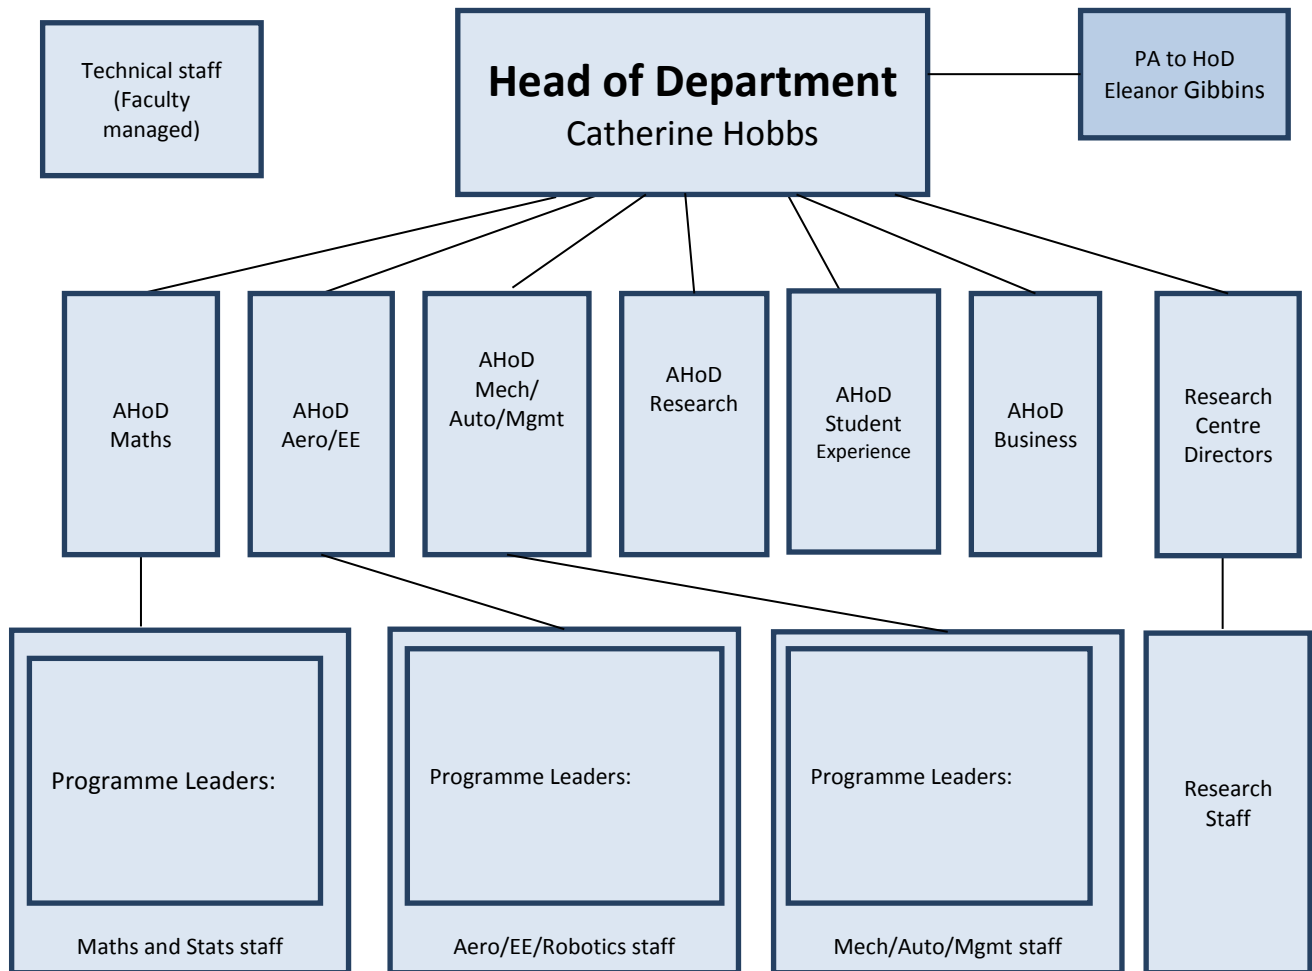 Technical staff
(Faculty
managed)
Head of Department
Catherine Hobbs
PA to HoD
Eleanor Gibbins
AHoD
Maths
AHoD
Aero/EE
AHoD
Mech/
Auto/Mgmt
AHoD
Research
AHoD
Student
Experience
AHoD
Business
Research
Centre
Directors
Programme Leaders:
Maths and Stats staff
Programme Leaders:
Aero/EE/Robotics staff
Programme Leaders:
Mech/Auto/Mgmt staff
Research
Staff